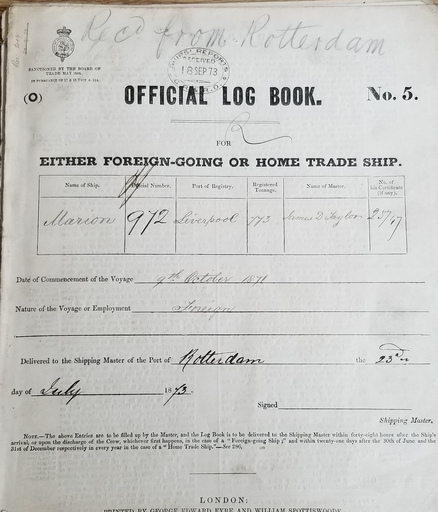 Recd from Rotterdam
SANCTIONED BY THE BOARD OF
TRADE MAY 1855,
SHIPS' REPORTS
RECEIVED
18 SEP 73
(O)
OFFICIAL LOG BOOK. No. 5.
FOR
EITHER FOREIGN-GOING OR HOME TRADE SHIP.
Name of Ship. Official Number. Port of Registry. Registered Tonnage. Name of Master. No. of his Certificate (if any).
Marion 972 Liverpool 773 James D Taylor
Date of Commencement of the Voyage 9th October 1871
Nature of the Voyage or Employment Foreign
Delivered to the Shipping Master of the Port of Rotterdam the 23rd
day of July 1873.
Signed
Shipping Master.
NOTE.—The above Entries are to be filled up by the Master, and the Log Book is to be delivered to the Shipping Master within forty-eight hours after the Ship's
arrival, or upon the discharge of the Crew, whichever first happens, in the case of a "Foreign-going Ship;" and within twenty-one days after the 30th of June and the
31st of December respectively in every year in the case of a "Home Trade Ship."—See 286,
LONDON:
PRINTED BY GEORGE EDWARD EYRE AND WILLIAM SPOTTISWOODE,